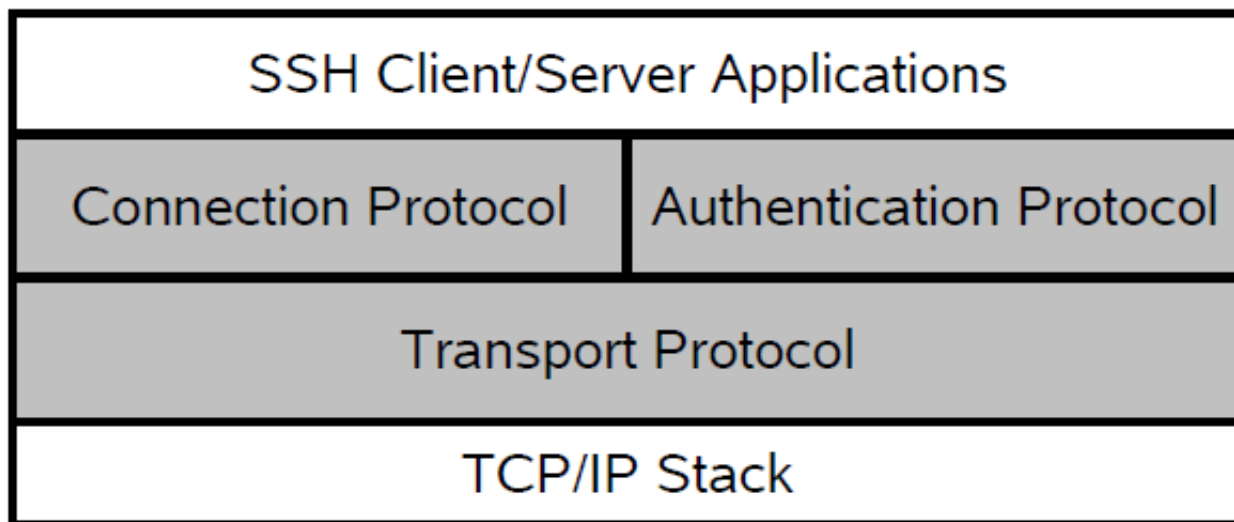 SSH Client/Server Applications
Connection Protocol
Authentication Protocol
Transport Protocol
TCP/IP Stack